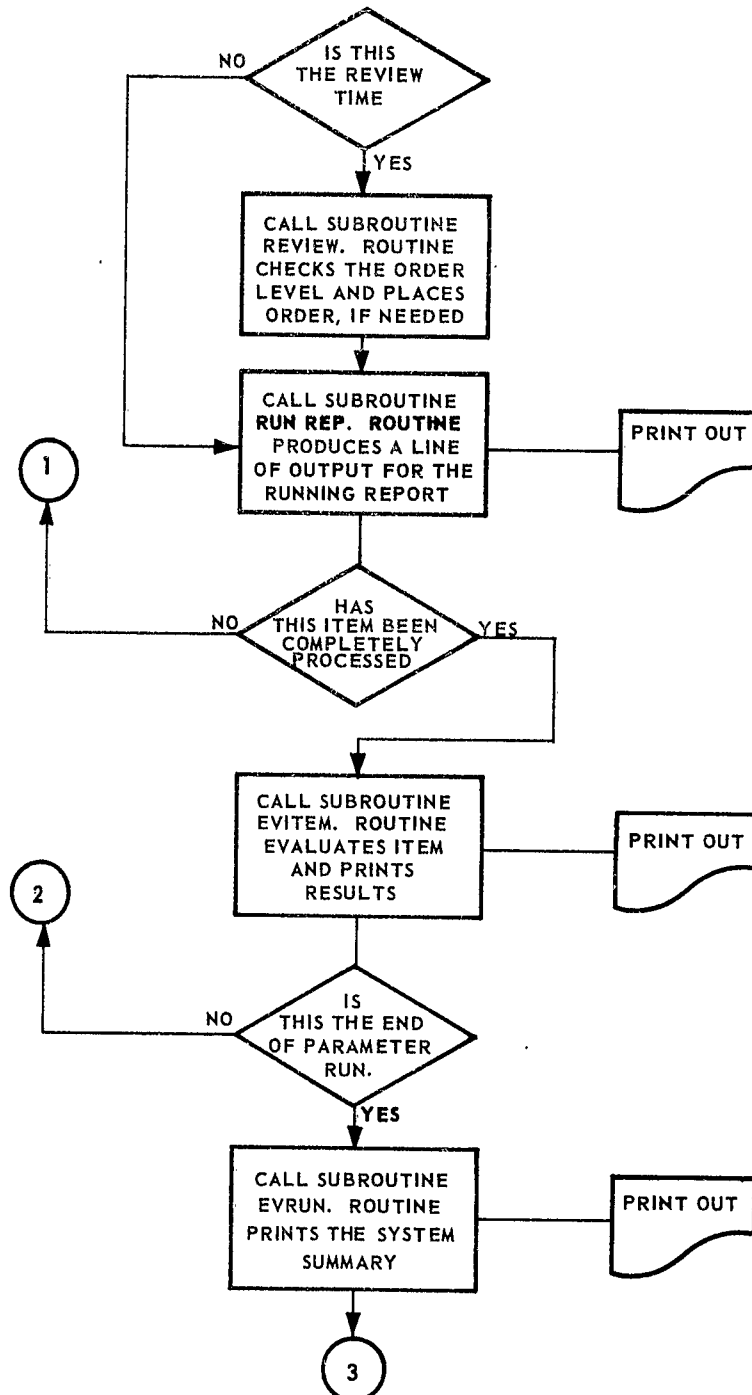 IS THIS
THE REVIEW
TIME
NO
YES
CALL SUBROUTINE
REVIEW. ROUTINE
CHECKS THE ORDER
LEVEL AND PLACES
ORDER, IF NEEDED
CALL SUBROUTINE
RUN REP. ROUTINE
PRODUCES A LINE
OF OUTPUT FOR THE
RUNNING REPORT
PRINT OUT
1
HAS
THIS ITEM BEEN
COMPLETELY
PROCESSED
NO
YES
CALL SUBROUTINE
EVITEM. ROUTINE
EVALUATES ITEM
AND PRINTS
RESULTS
PRINT OUT
2
IS
THIS THE END
OF PARAMETER
RUN.
NO
YES
CALL SUBROUTINE
EVRUN. ROUTINE
PRINTS THE SYSTEM
SUMMARY
PRINT OUT
3